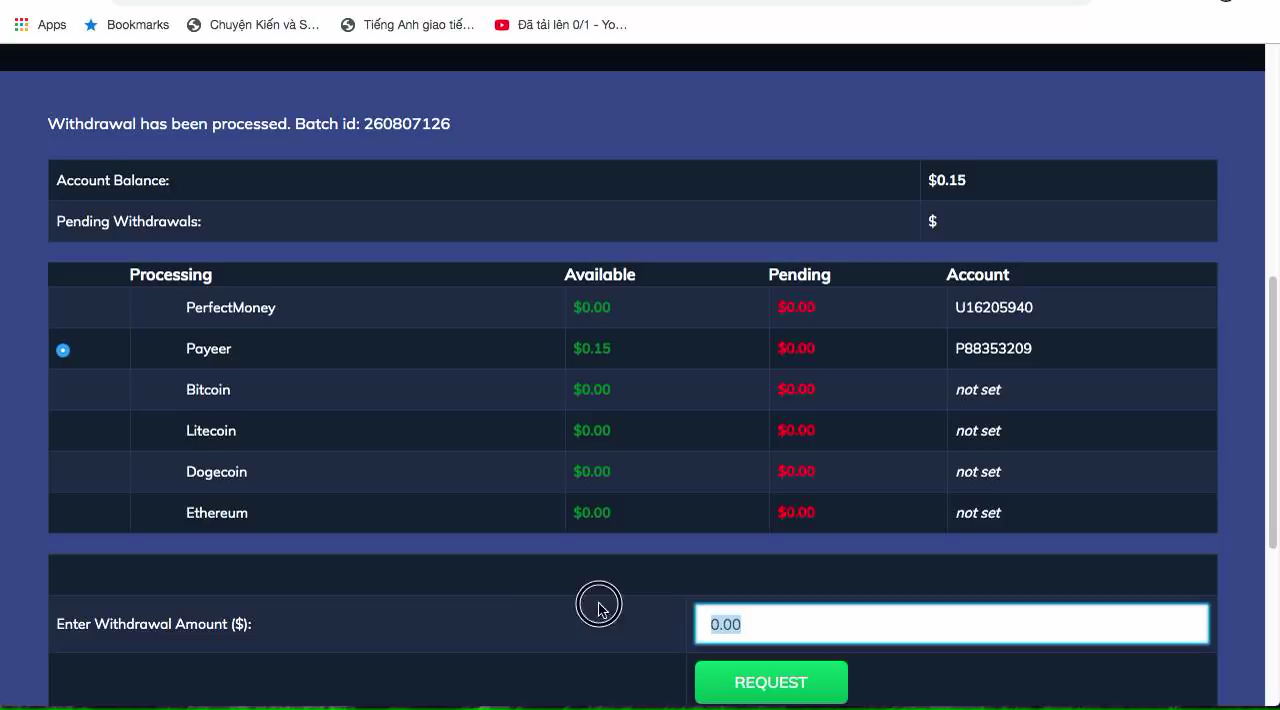 Apps Bookmarks Chuyện Kiến và S... Tiếng Anh giao tiế... Đã tải lên 0/1 - Yo...
Withdrawal has been processed. Batch id: 260807126
Account Balance: $0.15
Pending Withdrawals: $
Processing Available Pending Account
PerfectMoney $0.00 $0.00 U16205940
Payeer $0.15 $0.00 P88353209
Bitcoin $0.00 $0.00 not set
Litecoin $0.00 $0.00 not set
Dogecoin $0.00 $0.00 not set
Ethereum $0.00 $0.00 not set
Enter Withdrawal Amount ($): 0.00
REQUEST